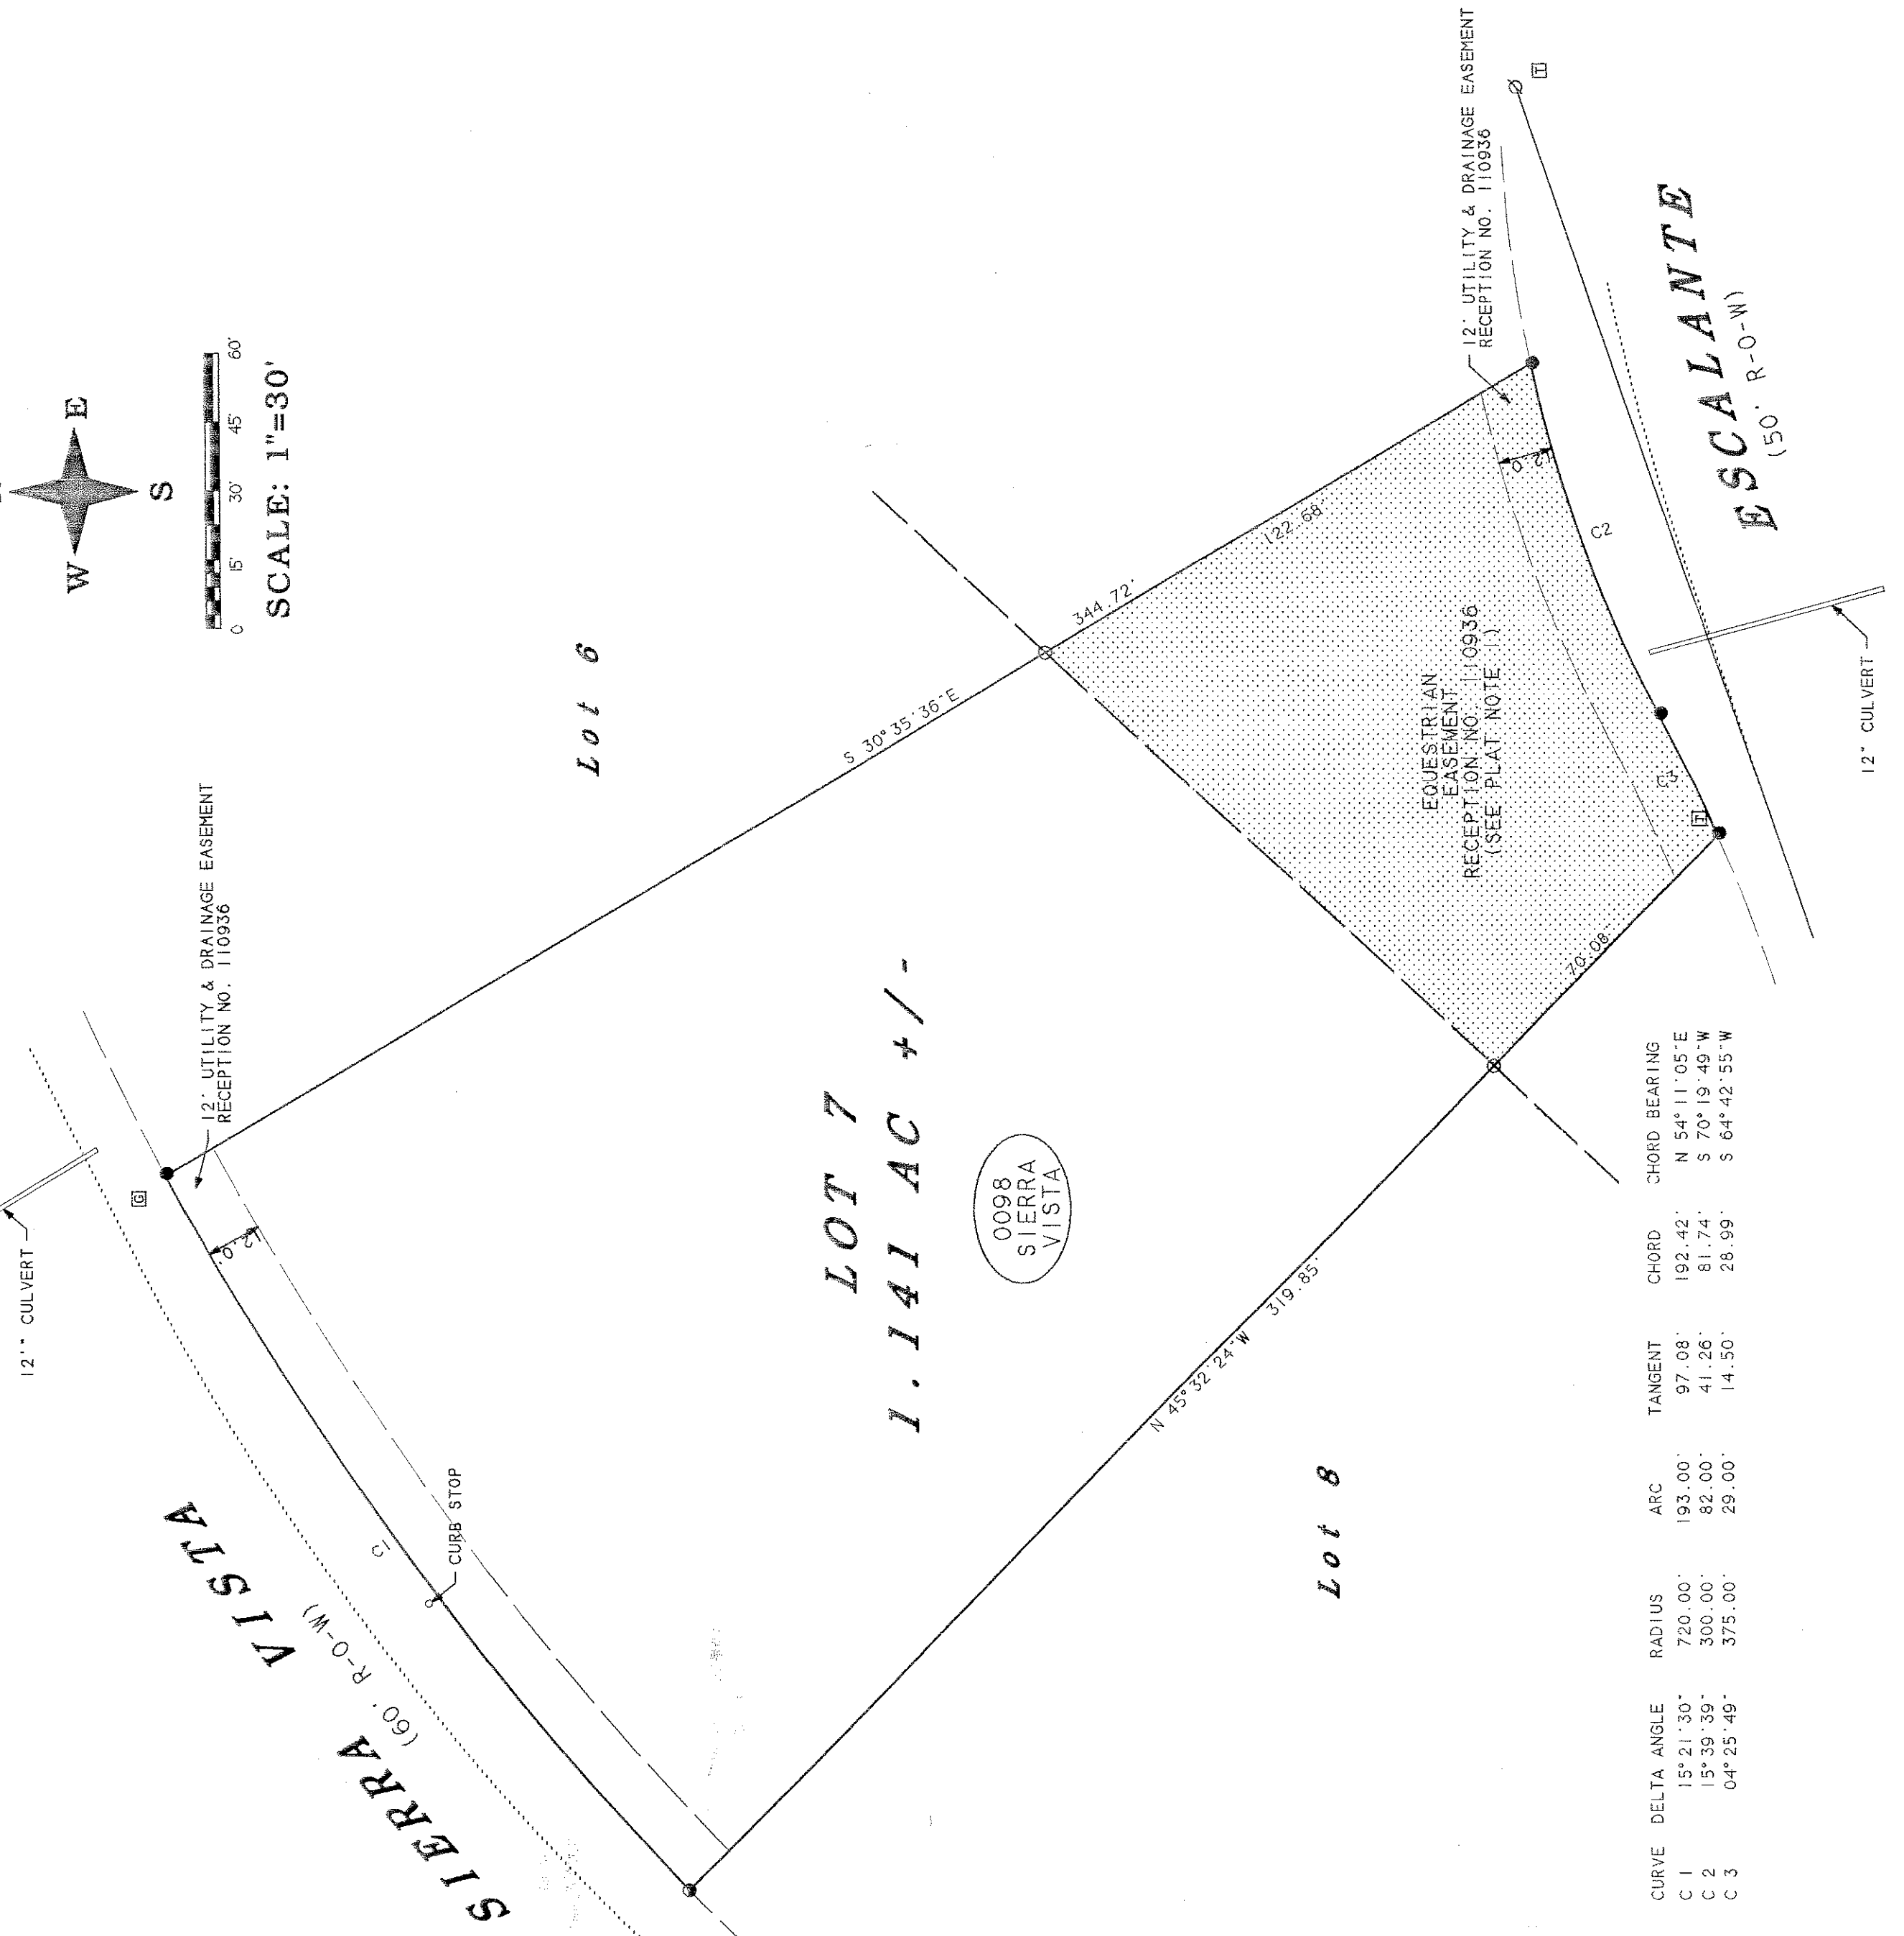 W
E
S
0 15' 30' 45' 60'
SCALE: 1"=30'
12'" CULVERT
G
12' UTILITY & DRAINAGE EASEMENT
RECEPTION NO. 110936
12.0'
SIERRA VISTA
(60' R-O-W)
C1
CURB STOP
Lot 6
S 30°35'36"E
344.72'
122.68'
LOT 7
1.141 AC +/-
0098
SIERRA
VISTA
N 45°32'24"W 319.85'
70.08'
Lot 8
EQUESTRIAN
EASEMENT
RECEPTION NO. 110936
(SEE PLAT NOTE 1)
12' UTILITY & DRAINAGE EASEMENT
RECEPTION NO. 110936
12.0'
C2
C3
T
T
ESCALANTE
(50' R-O-W)
12" CULVERT
CURVE DELTA ANGLE RADIUS ARC TANGENT CHORD CHORD BEARING
C 1 15°21'30" 720.00' 193.00' 97.08' 192.42' N 54°11'05"E
C 2 15°39'39" 300.00' 82.00' 41.26' 81.74' S 70°19'49"W
C 3 04°25'49" 375.00' 29.00' 14.50' 28.99' S 64°42'55"W